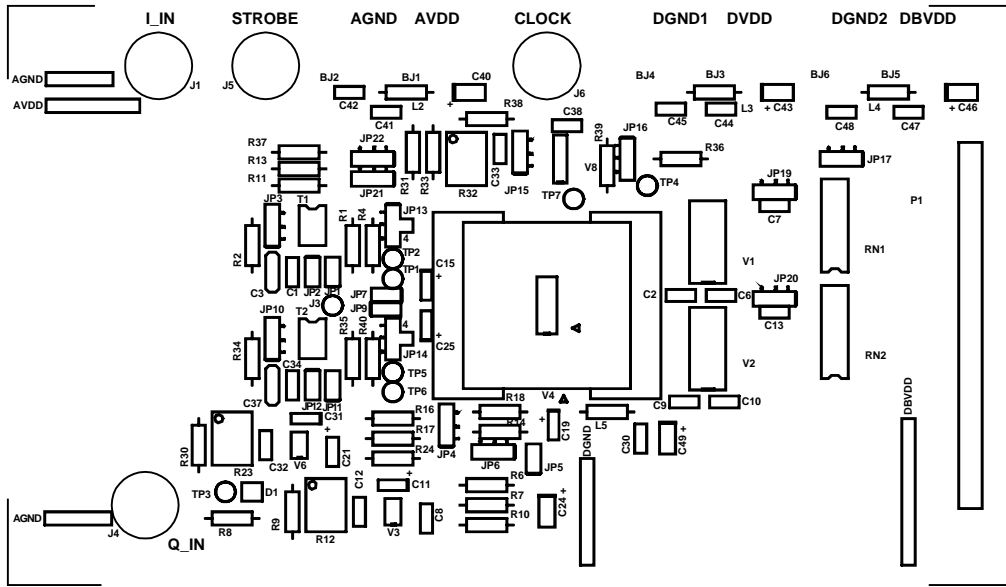 I_IN STROBE AGND AVDD CLOCK DGND1 DVDD DGND2 DBVDD
AGND
AVDD
J1 J5 J6
BJ2 BJ1 C40 BJ4 BJ3 BJ6 BJ5
C42 L2 + C41 R38 C38 C45 C44 L3 + C43 C48 L4 C47 + C46
R37 JP22 R39 JP16 R36 JP17
R13
R11 JP21 R31 R33 R32 C33 JP15 V8 TP7 TP4 JP19 P1
JP3 T1 R1 R4 JP13 C7
R2 4 TP2 RN1
C3 C1 JP2 JP1 TP1 C15 + V1
J3 JP7 C2 C6 JP20
JP10 T2 R35 R40 JP9 C13
R34 4 + C25
C34 JP14 V2 RN2
C37 JP12 JP11 TP5
TP6 V4 C9 C10 DBVDD
C31 R16 R18 + L5
R30 + R17 JP4 R14 C19 DGND C30 C49 +
R23 C32 V6 C21 R24 JP6 JP5
TP3 D1 C12 + C11 R6
R7 C24 +
AGND J4 R8 R9 R12 V3 C8 R10
Q_IN